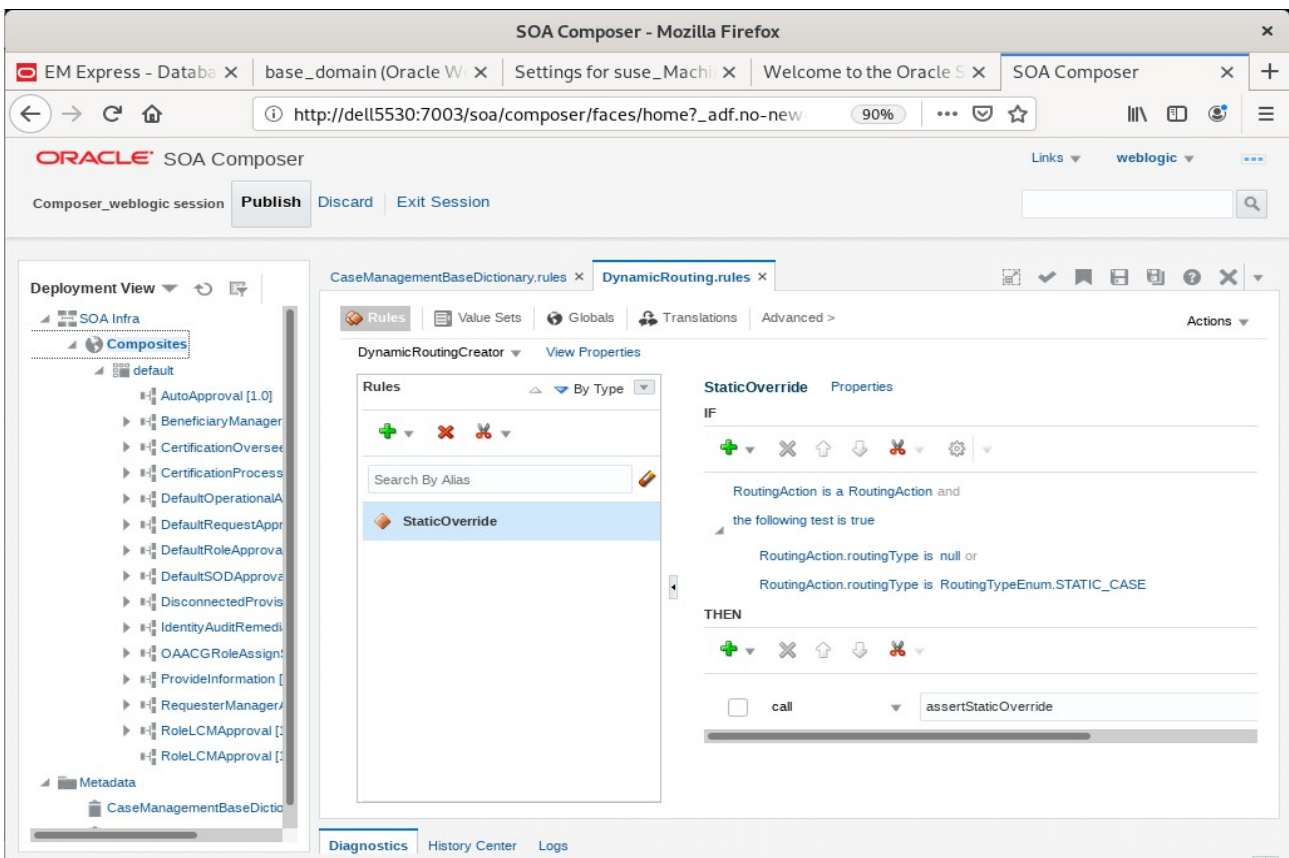 SOA Composer - Mozilla Firefox
EM Express - Databa
base_domain (Oracle W
Settings for suse_Machi
Welcome to the Oracle S
SOA Composer
http://dell5530:7003/soa/composer/faces/home?_adf.no-new
90%
ORACLE SOA Composer
Links
weblogic
Composer_weblogic session
Publish
Discard
Exit Session
Deployment View
SOA Infra
Composites
default
AutoApproval [1.0]
BeneficiaryManager
CertificationOversee
CertificationProcess
DefaultOperationalA
DefaultRequestAppr
DefaultRoleApprova
DefaultSODApprova
DisconnectedProvis
IdentityAuditRemedi
OAACGRoleAssign
ProvideInformation [
RequesterManagerA
RoleLCMApproval [1
RoleLCMApproval [1
Metadata
CaseManagementBaseDictio
CaseManagementBaseDictionary.rules
DynamicRouting.rules
Rules
Value Sets
Globals
Translations
Advanced >
Actions
DynamicRoutingCreator
View Properties
Rules
By Type
Search By Alias
StaticOverride
StaticOverride
Properties
IF
RoutingAction is a RoutingAction and
the following test is true
RoutingAction.routingType is null or
RoutingAction.routingType is RoutingTypeEnum.STATIC_CASE
THEN
call
assertStaticOverride
Diagnostics
History Center
Logs